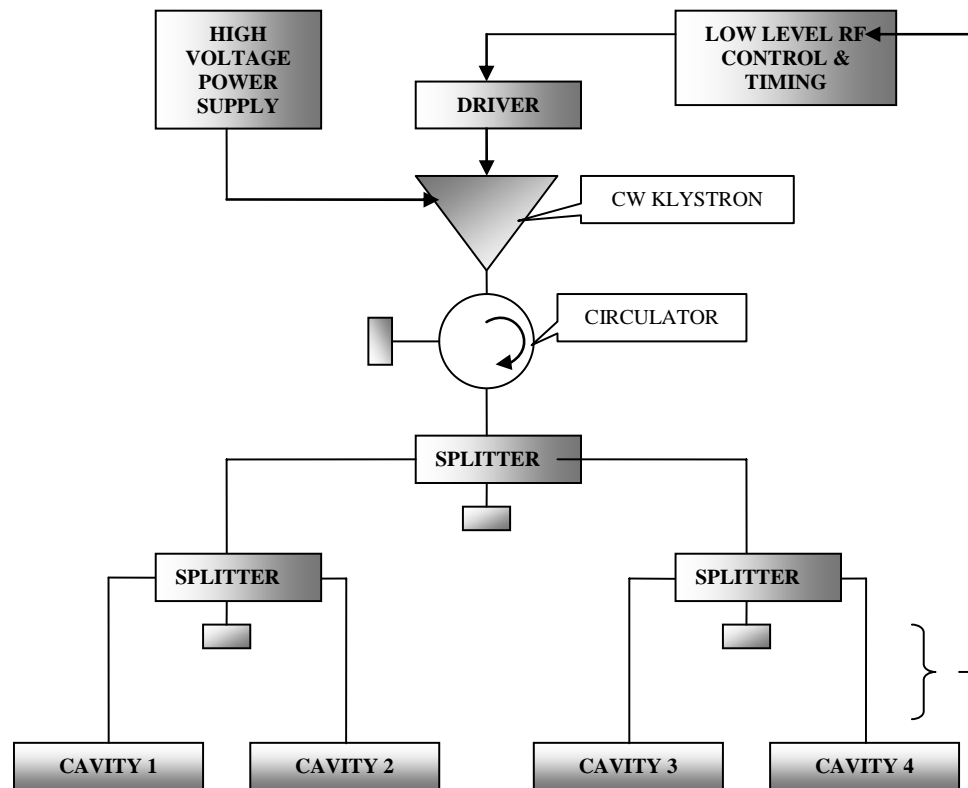 HIGH
VOLTAGE
POWER
SUPPLY
LOW LEVEL RF
CONTROL &
TIMING
DRIVER
CW KLYSTRON
CIRCULATOR
SPLITTER
SPLITTER
SPLITTER
CAVITY 1
CAVITY 2
CAVITY 3
CAVITY 4